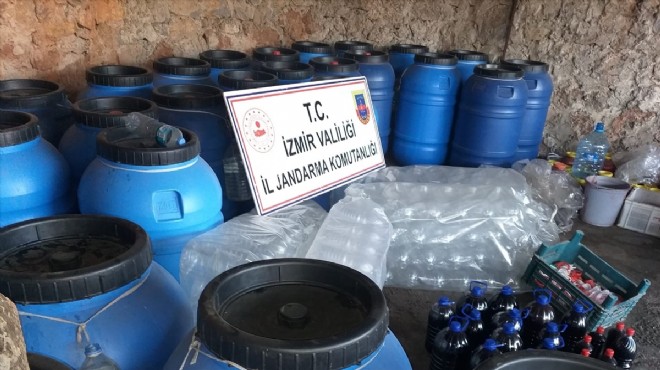 T.C.
İZMİR VALİLİĞİ
İL JANDARMA KOMUTANLIĞI